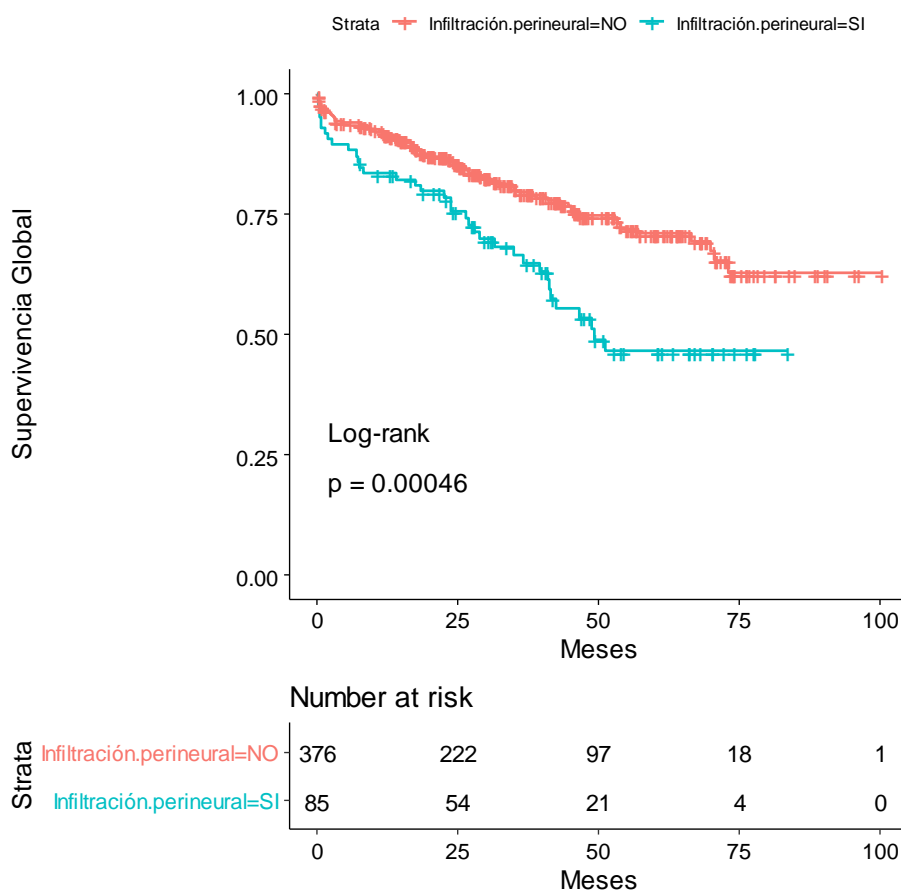 Strata Infiltración.perineural=NO Infiltración.perineural=SI
Supervivencia Global
1.00
0.75
0.50
0.25
0.00
Log-rank
p = 0.00046
0 25 50 75 100
Meses
Number at risk
Strata
Infiltración.perineural=NO 376 222 97 18 1
Infiltración.perineural=SI 85 54 21 4 0
0 25 50 75 100
Meses